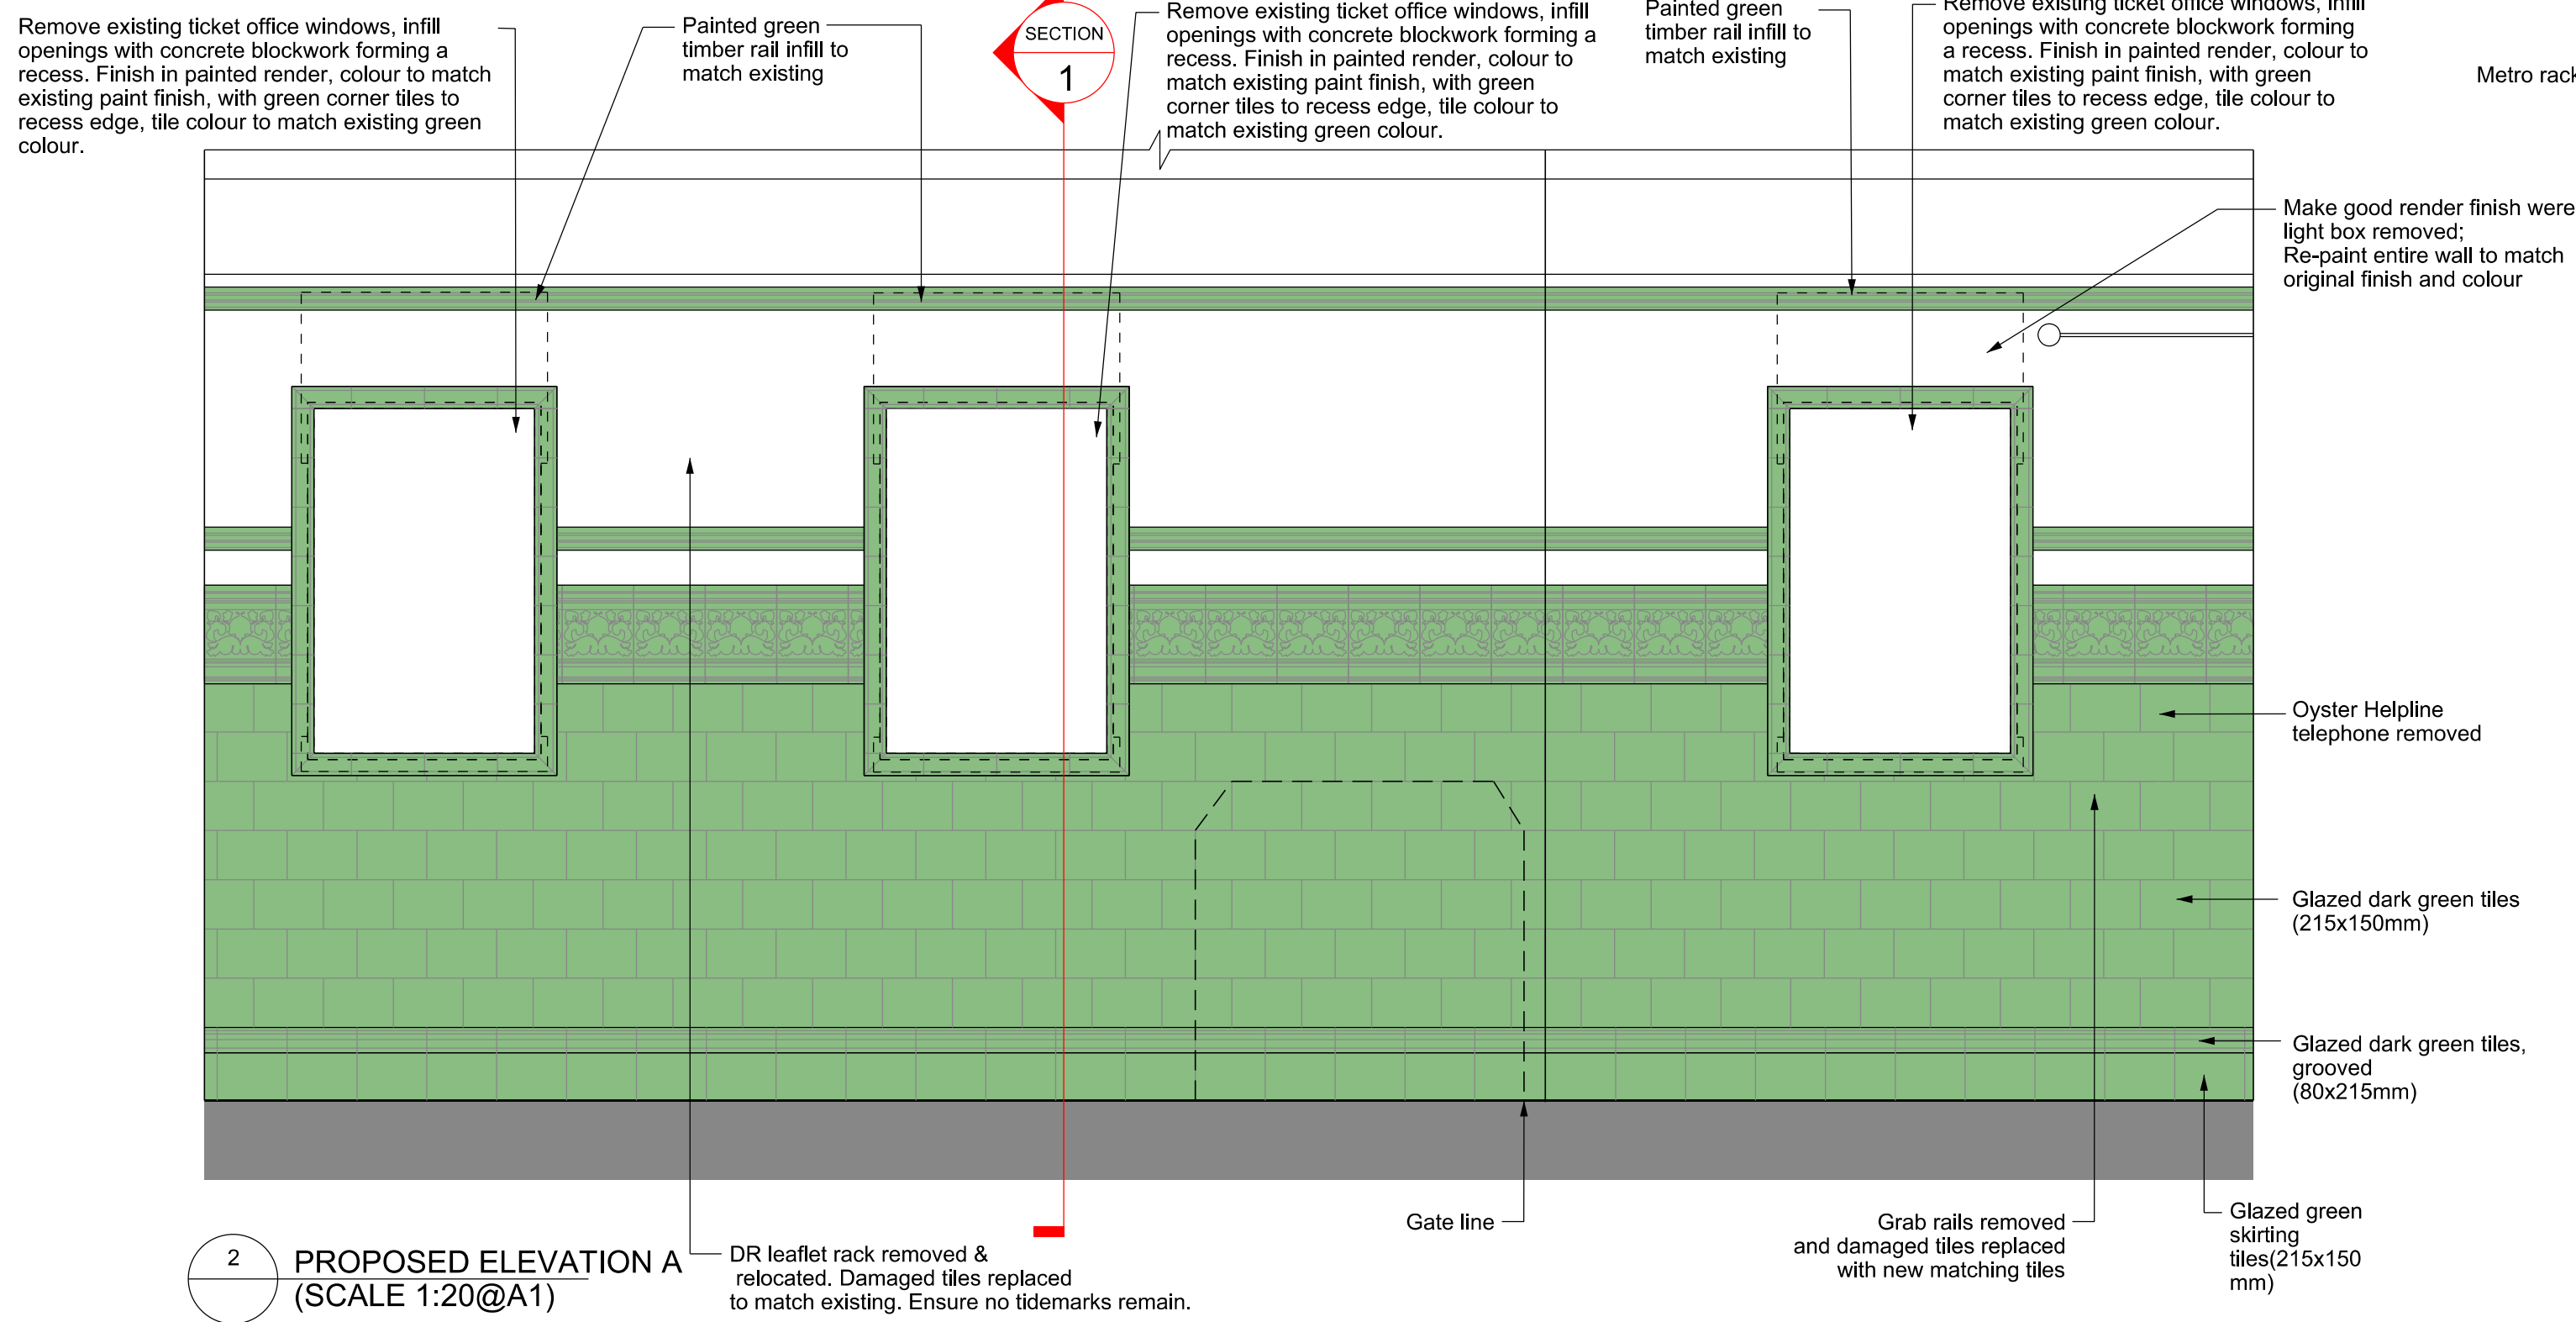 Remove existing ticket office windows, infill
openings with concrete blockwork forming a
recess. Finish in painted render, colour to match
existing paint finish, with green corner tiles to
recess edge, tile colour to match existing green
colour.
Painted green
timber rail infill to
match existing
SECTION
1
Remove existing ticket office windows, infill
openings with concrete blockwork forming a
recess. Finish in painted render, colour to
match existing paint finish, with green
corner tiles to recess edge, tile colour to
match existing green colour.
Painted green
timber rail infill to
match existing
Remove existing ticket office windows, infill
openings with concrete blockwork forming
a recess. Finish in painted render, colour to
match existing paint finish, with green
corner tiles to recess edge, tile colour to
match existing green colour.
Metro rack
Make good render finish were
light box removed;
Re-paint entire wall to match
original finish and colour
Oyster Helpline
telephone removed
Glazed dark green tiles
(215x150mm)
Glazed dark green tiles,
grooved
(80x215mm)
Glazed green
skirting
tiles(215x150
mm)
Grab rails removed
and damaged tiles replaced
with new matching tiles
Gate line
DR leaflet rack removed &
relocated. Damaged tiles replaced
to match existing. Ensure no tidemarks remain.
2
PROPOSED ELEVATION A
(SCALE 1:20@A1)